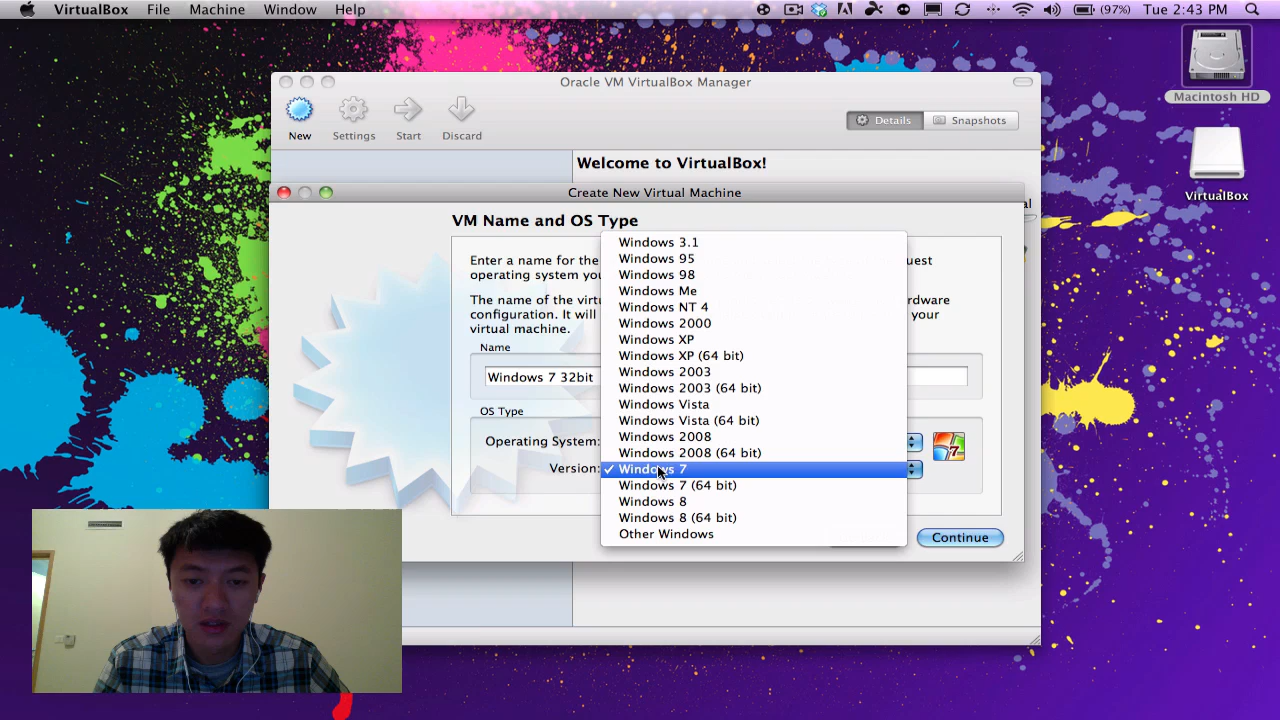 VirtualBox File Machine Window Help (97%) Tue 2:43 PM
Macintosh HD
VirtualBox
Oracle VM VirtualBox Manager
New Settings Start Discard Details Snapshots
Welcome to VirtualBox!
Create New Virtual Machine
VM Name and OS Type
Enter a name for the
uest
operating system you
The name of the virtu
rdware
configuration. It will
your
virtual machine.
Name
Windows 7 32bit
OS Type
Operating System:
Version:
Windows 3.1
Windows 95
Windows 98
Windows Me
Windows NT 4
Windows 2000
Windows XP
Windows XP (64 bit)
Windows 2003
Windows 2003 (64 bit)
Windows Vista
Windows Vista (64 bit)
Windows 2008
Windows 2008 (64 bit)
Windows 7
Windows 7 (64 bit)
Windows 8
Windows 8 (64 bit)
Other Windows
Continue